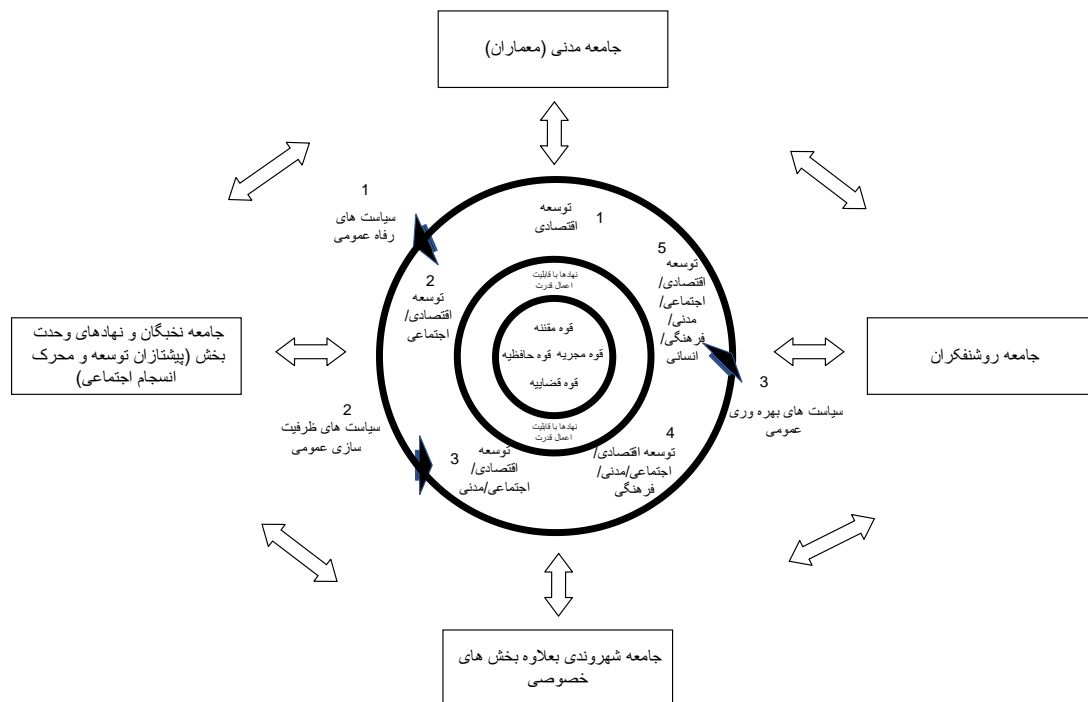 جامعه مدنی (معماران)
1
سیاست های
رفاه عمومی
توسعه
اقتصادی
1
5
توسعه
اقتصادی/
اجتماعی/
مدنی/
فرهنگی/
انسانی
2
توسعه
اقتصادی/
اجتماعی
نهادها با قابلیت
اعمال قدرت
قوه مقننه
قوه مجریه قوه حافظیه
قوه قضاییه
نهادها با قابلیت
اعمال قدرت
جامعه روشنفکران
جامعه نخبگان و نهادهای وحدت
بخش (پیشتازان توسعه و محرک
انسجام اجتماعی)
3
سیاست های بهره وری
عمومی
2
سیاست های ظرفیت
سازی عمومی
3
توسعه
اقتصادی/
اجتماعی/مدنی
4
توسعه اقتصادی/
اجتماعی/مدنی/
فرهنگی
جامعه شهروندی بعلاوه بخش های
خصوصی